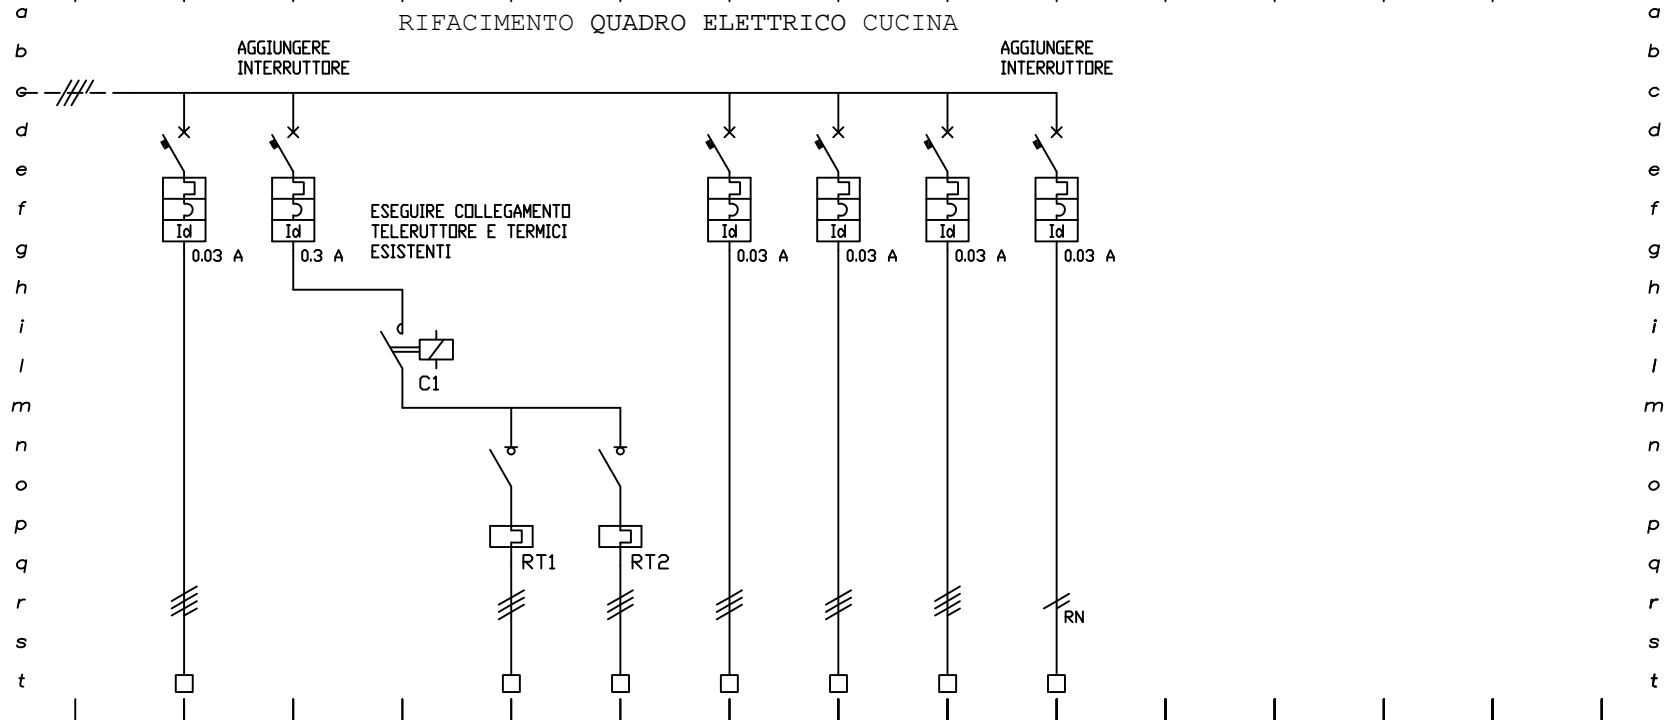 RIFACIMENTO QUADRO ELETTRICO CUCINA
AGGIUNGERE
INTERRUTTORE
AGGIUNGERE
INTERRUTTORE
a
b
c
d
e
f
g
h
i
l
m
n
o
p
q
r
s
t
Id
Id
Id
Id
Id
Id
0.03 A
0.3 A
0.03 A
0.03 A
0.03 A
0.03 A
ESEGUIRE COLLEGAMENTO
TELERUTTORE E TERMICI
ESISTENTI
C1
RT1
RT2
RN
a
b
c
d
e
f
g
h
i
l
m
n
o
p
q
r
s
t